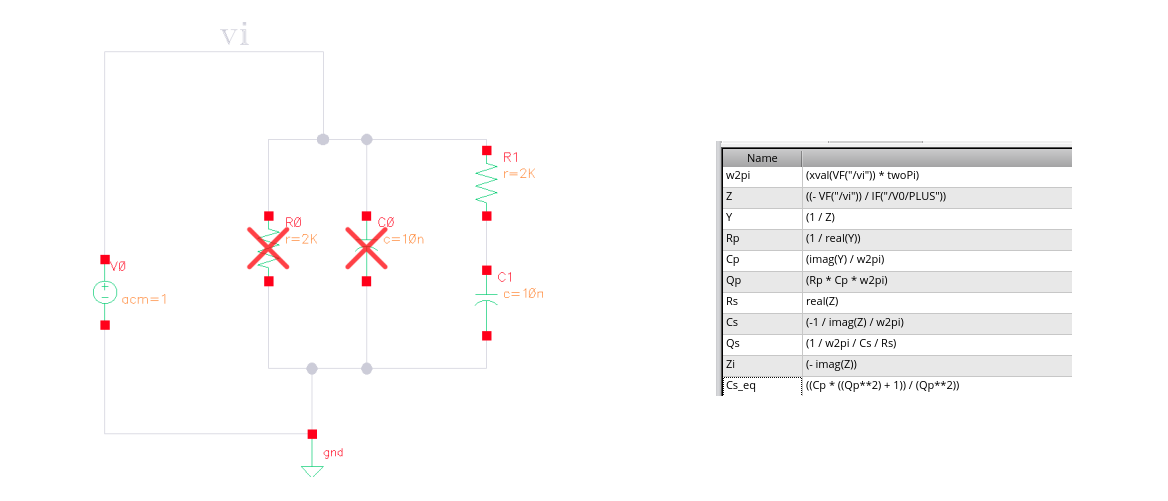 vi
R1
r=2K
R0
r=2K
C0
c=10n
V0
acm=1
C1
c=10n
gnd
Name
w2pi (xval(VF("/vi")) * twoPi)
Z ((- VF("/vi")) / IF("/V0/PLUS"))
Y (1 / Z)
Rp (1 / real(Y))
Cp (imag(Y) / w2pi)
Qp (Rp * Cp * w2pi)
Rs real(Z)
Cs (-1 / imag(Z) / w2pi)
Qs (1 / w2pi / Cs / Rs)
Zi (- imag(Z))
Cs_eq ((Cp * ((Qp**2) + 1)) / (Qp**2))